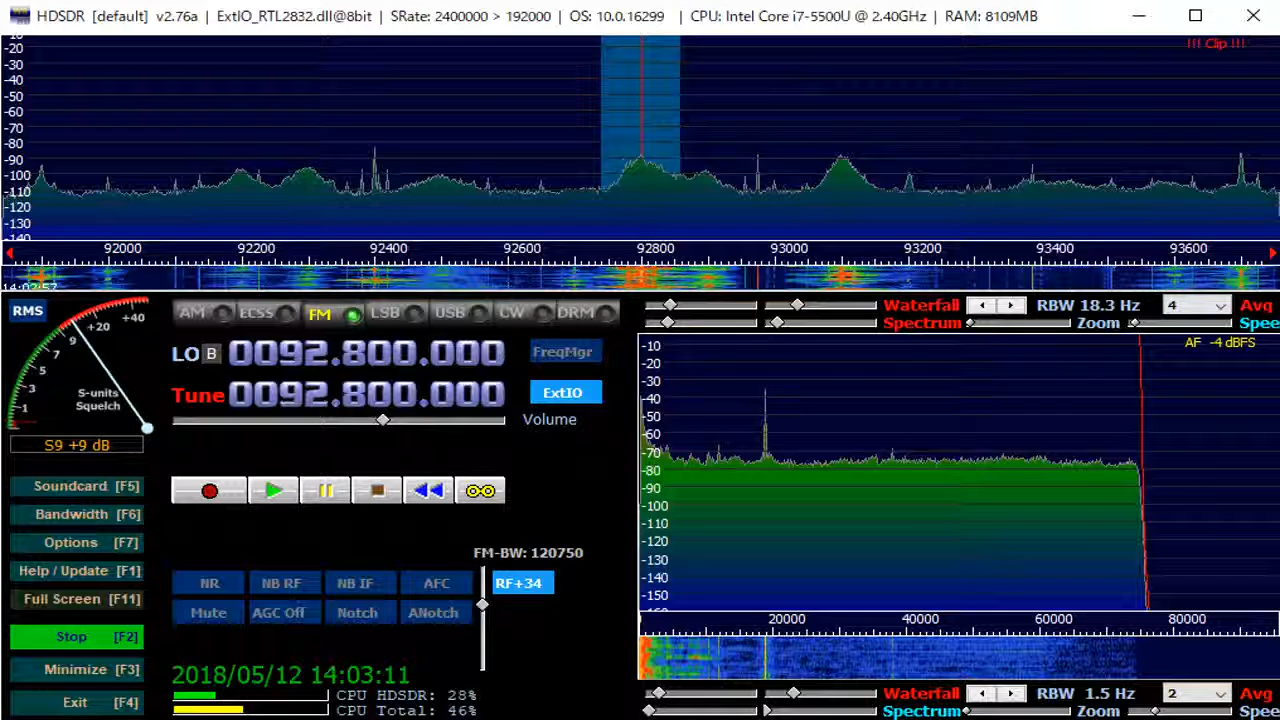 HDSDR [default] v2.76a | ExtIO_RTL2832.dll@8bit | SRate: 2400000 > 192000 | OS: 10.0.16299 | CPU: Intel Core i7-5500U @ 2.40GHz | RAM: 8109MB
!!! Clip !!!
-20
-30
-40
-50
-60
-70
-80
-90
-100
-110
-120
-130
92000 92200 92400 92600 92800 93000 93200 93400 93600
14:02:57
RMS
1 3 5 7 9 +20 +40
S-units
Squelch
S9 +9 dB
AM ECSS FM LSB USB CW DRM
LO B 0092.800.000 FreqMgr
Tune 0092.800.000 ExtIO
Volume
Waterfall RBW 18.3 Hz 4 Avg
Spectrum Zoom Spee
AF -4 dBFS
-10
-20
-30
-40
-50
-60
-70
-80
-90
-100
-110
-120
-130
-140
-150
20000 40000 60000 80000
Soundcard [F5]
Bandwidth [F6]
Options [F7]
Help / Update [F1]
Full Screen [F11]
Stop [F2]
Minimize [F3]
Exit [F4]
FM-BW: 120750
NR NB RF NB IF AFC RF+34
Mute AGC Off Notch ANotch
2018/05/12 14:03:11
CPU HDSDR: 28%
CPU Total: 46%
Waterfall RBW 1.5 Hz 2 Avg
Spectrum Zoom Spee